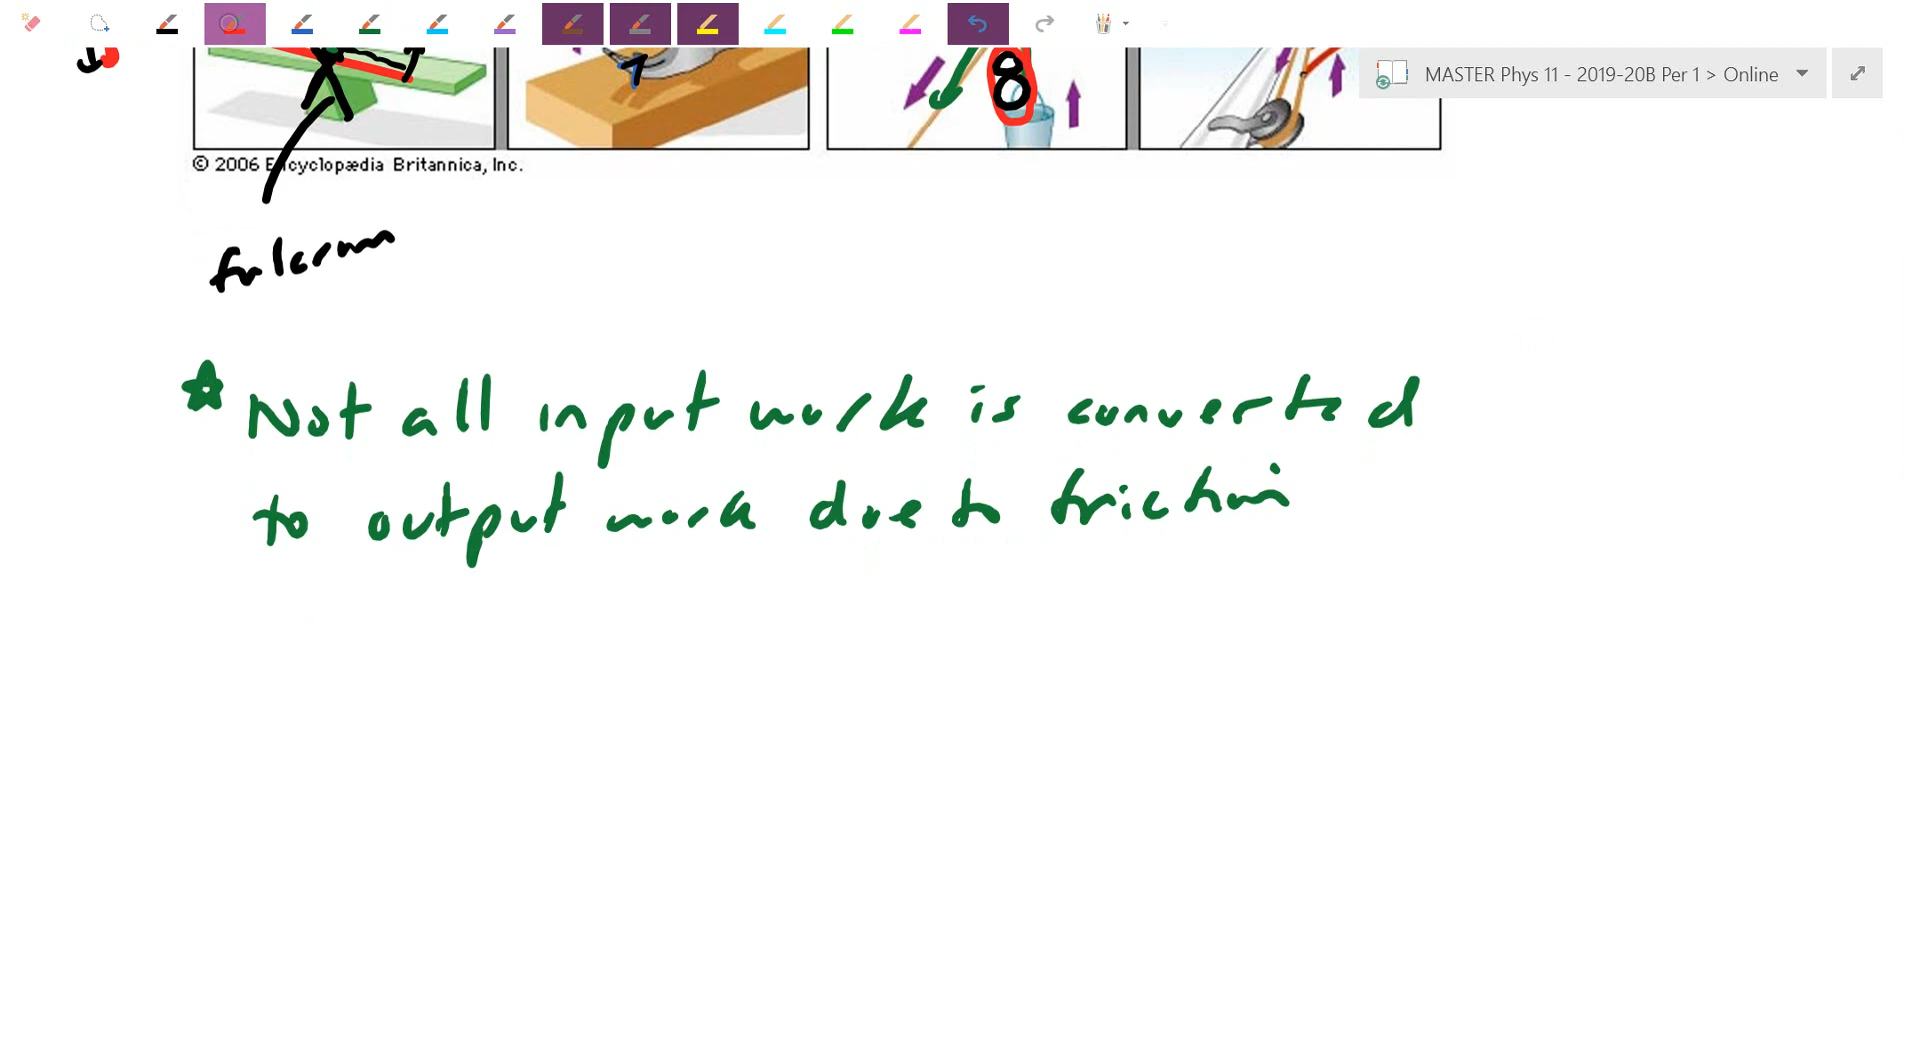 8
MASTER Phys 11 - 2019-20B Per 1 > Online
© 2006 Encyclopædia Britannica, Inc.
fulcrum
Not all input work is converted
to output work due to friction